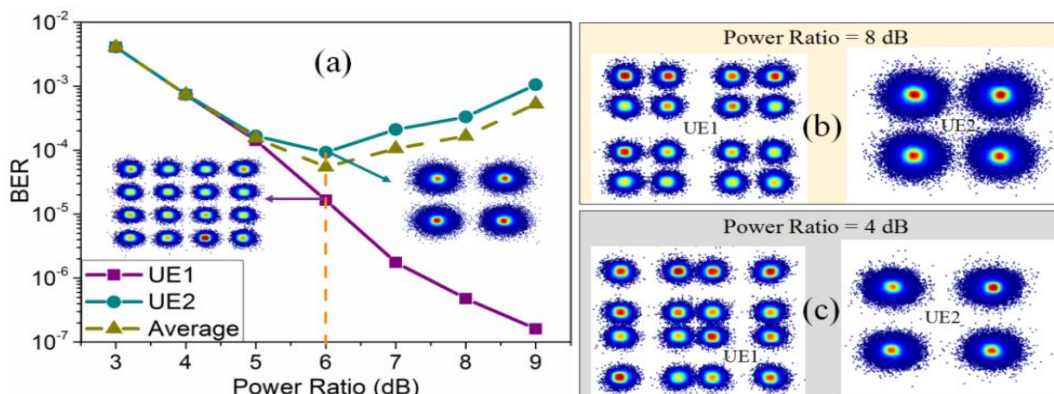 10⁻²
10⁻³
10⁻⁴
10⁻⁵
10⁻⁶
10⁻⁷
BER
(a)
UE1
UE2
Average
3 4 5 6 7 8 9
Power Ratio (dB)
Power Ratio = 8 dB
UE1
(b)
UE2
Power Ratio = 4 dB
UE1
(c)
UE2